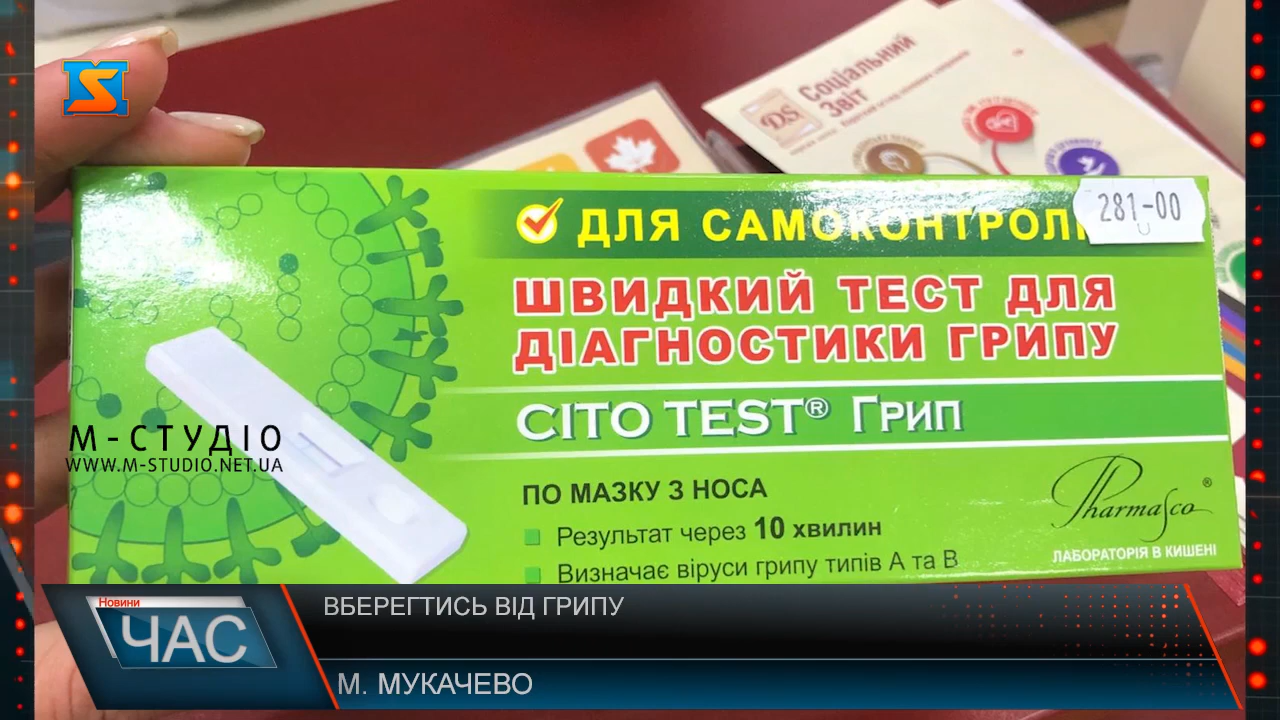 Соціальний
Звіт
DS
281-00
ДЛЯ САМОКОНТРОЛ
ШВИДКИЙ ТЕСТ ДЛЯ
ДІАГНОСТИКИ ГРИПУ
CITO TEST® Грип
ПО МАЗКУ З НОСА
Результат через 10 хвилин
Визначає віруси грипу типів А та В
Pharmasco®
ЛАБОРАТОРІЯ В КИШЕНІ
М-СТУДІО
WWW.M-STUDIO.NET.UA
Новини
ЧАС
ВБЕРЕГТИСЬ ВІД ГРИПУ
М. МУКАЧЕВО